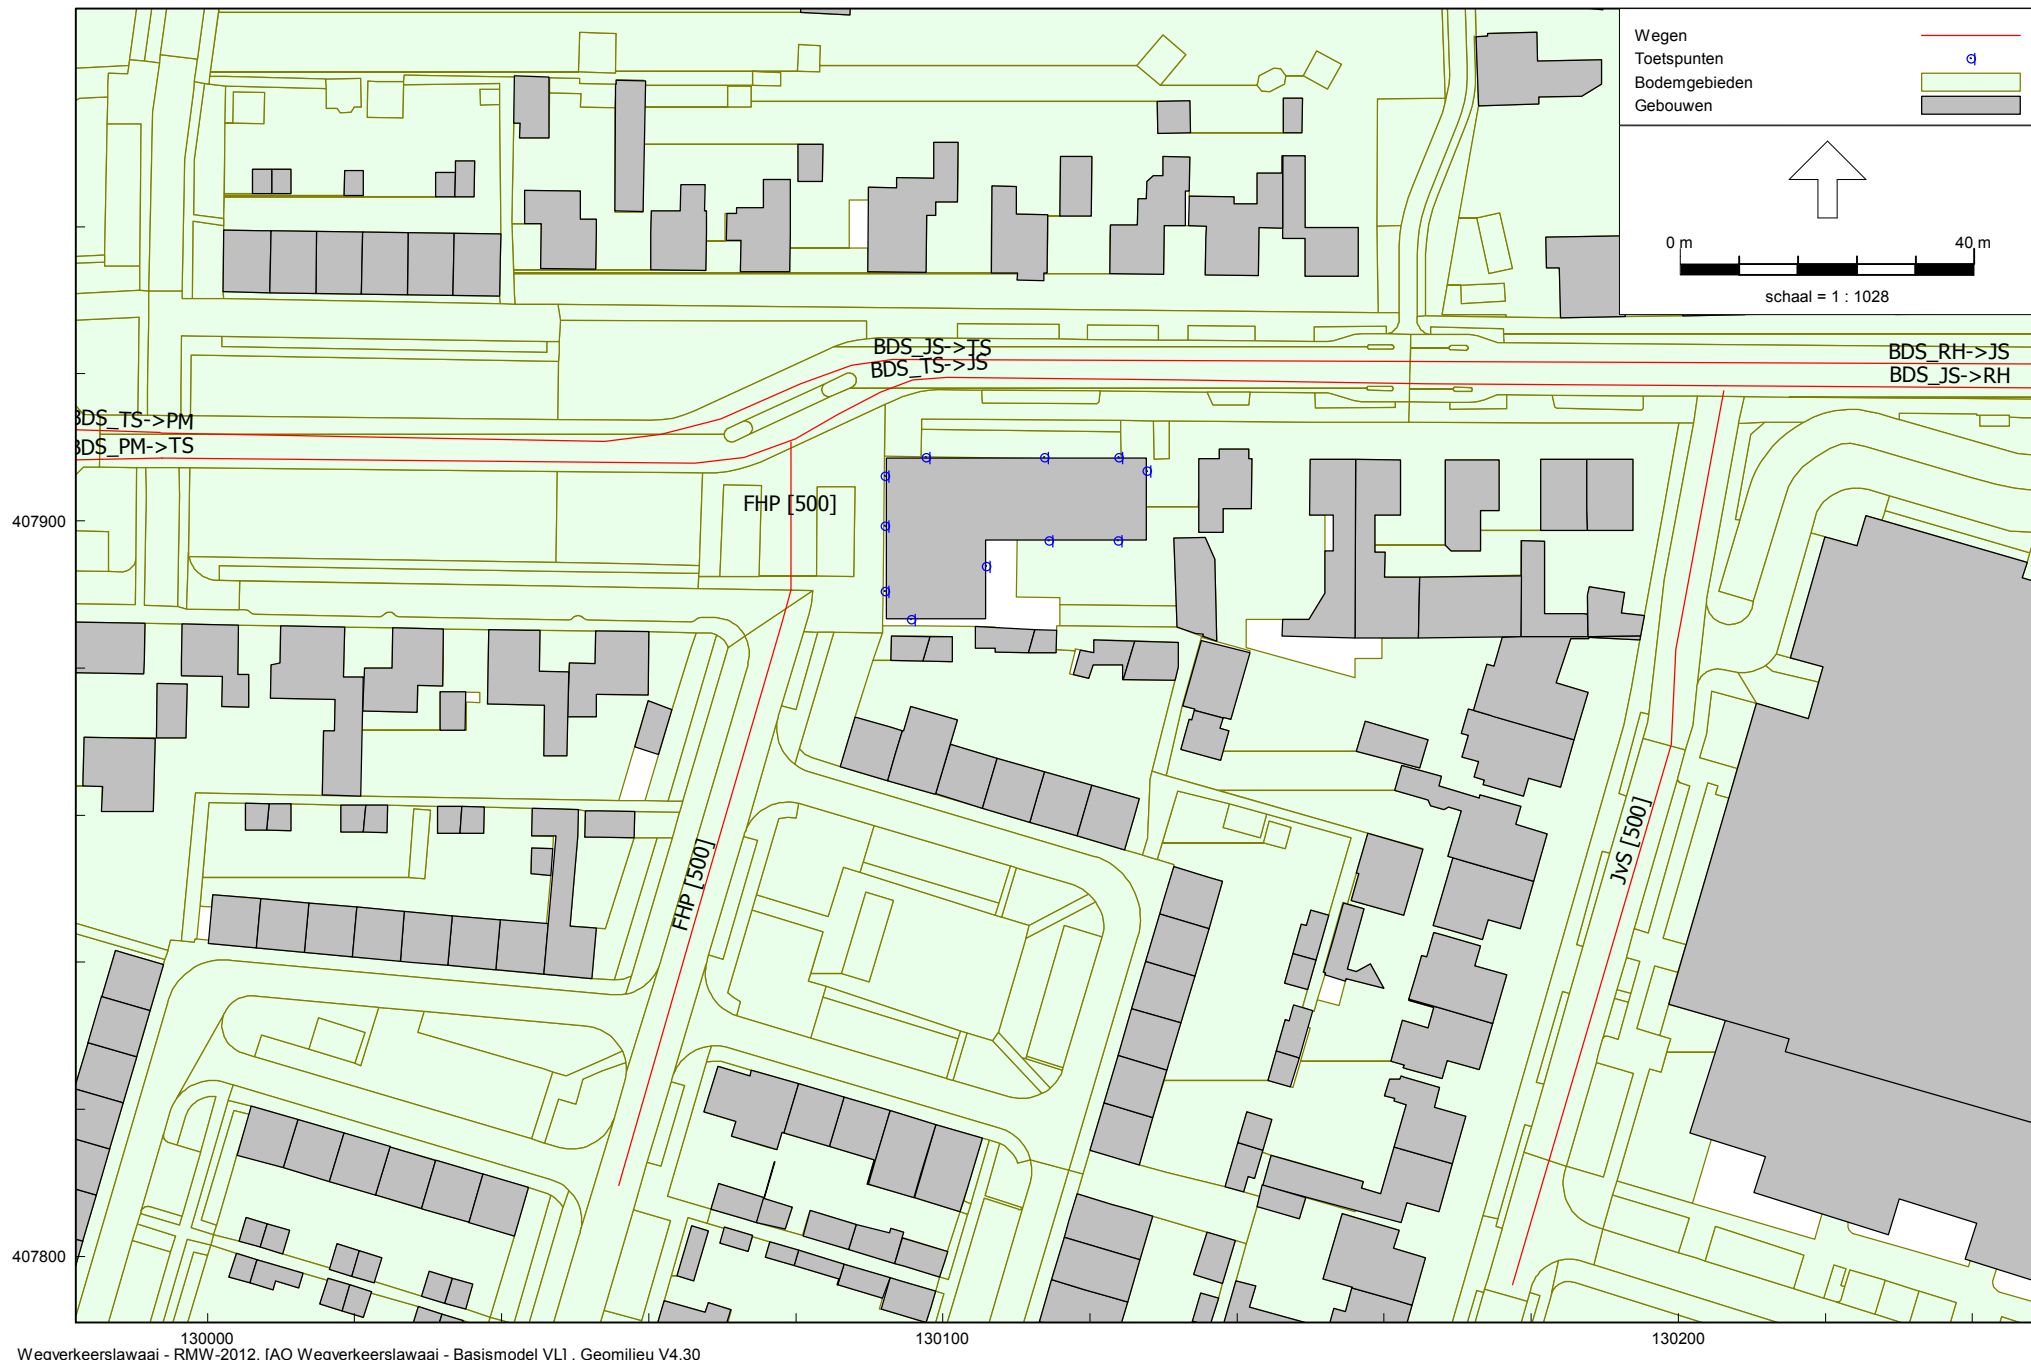 Wegen
Toetspunten
Bodemgebieden
Gebouwen
0 m 40 m
schaal = 1 : 1028
BDS_JS->TS
BDS_TS->JS
BDS_RH->JS
BDS_JS->RH
BDS_TS->PM
BDS_PM->TS
FHP [500]
407900
JvS [500]
FHP [500]
407800
130000 130100 130200
Wegverkeerslawaai - RMW-2012, [AO Wegverkeerslawaai - Basismodel VL] , Geomilieu V4.30